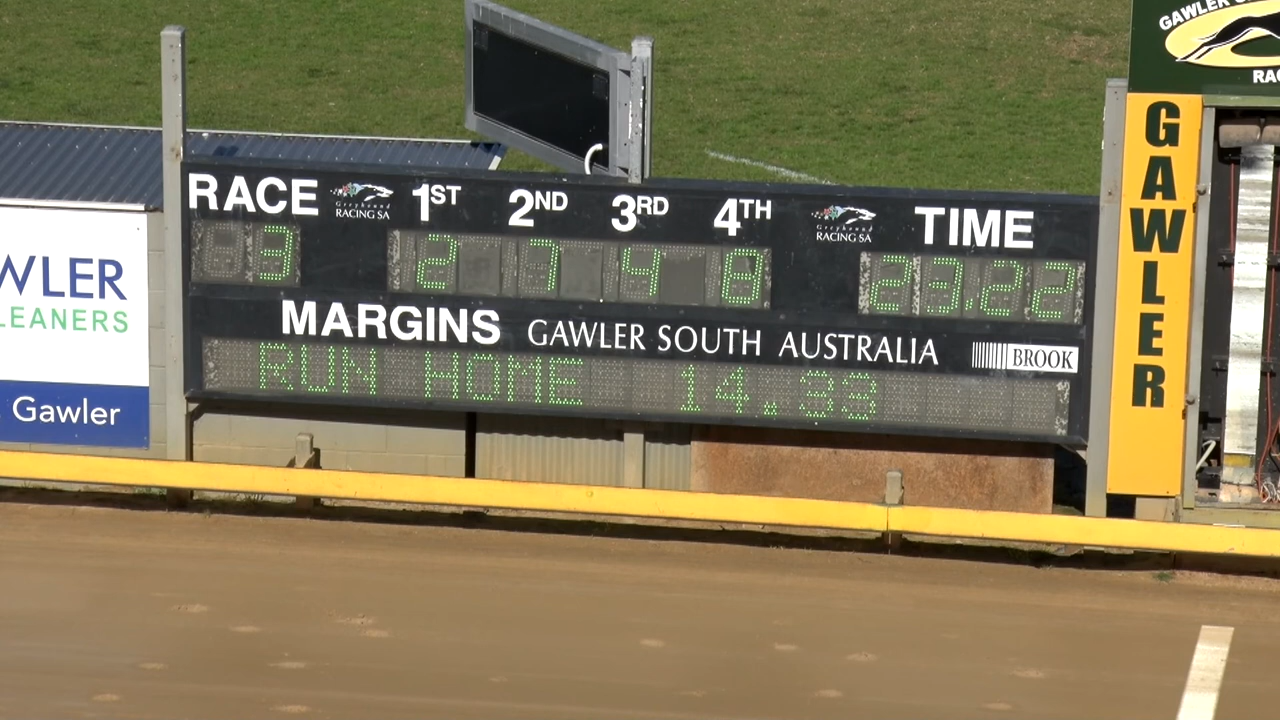 GAWLER
RAC
GAWLER
RACE
Greyhound
RACING SA
1ST 2ND 3RD 4TH
Greyhound
RACING SA
TIME
3 2 7 4 8 23.22
MARGINS GAWLER SOUTH AUSTRALIA BROOK
RUN HOME 14.33
WLER
LEANERS
Gawler